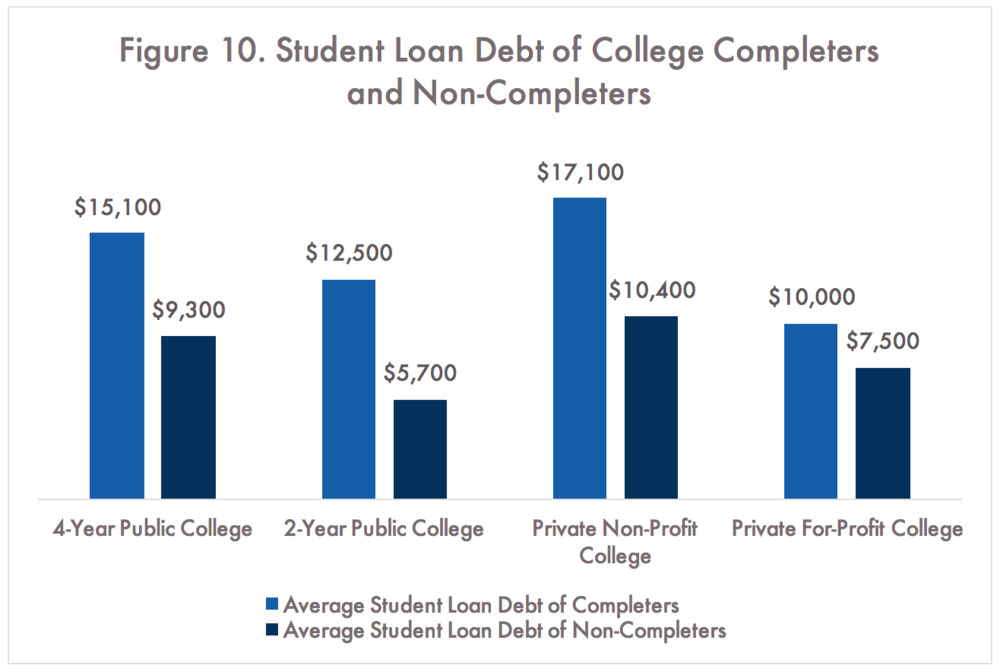 Figure 10. Student Loan Debt of College Completers
and Non-Completers
$15,100
$9,300
$12,500
$5,700
$17,100
$10,400
$10,000
$7,500
4-Year Public College
2-Year Public College
Private Non-Profit
College
Private For-Profit College
Average Student Loan Debt of Completers
Average Student Loan Debt of Non-Completers